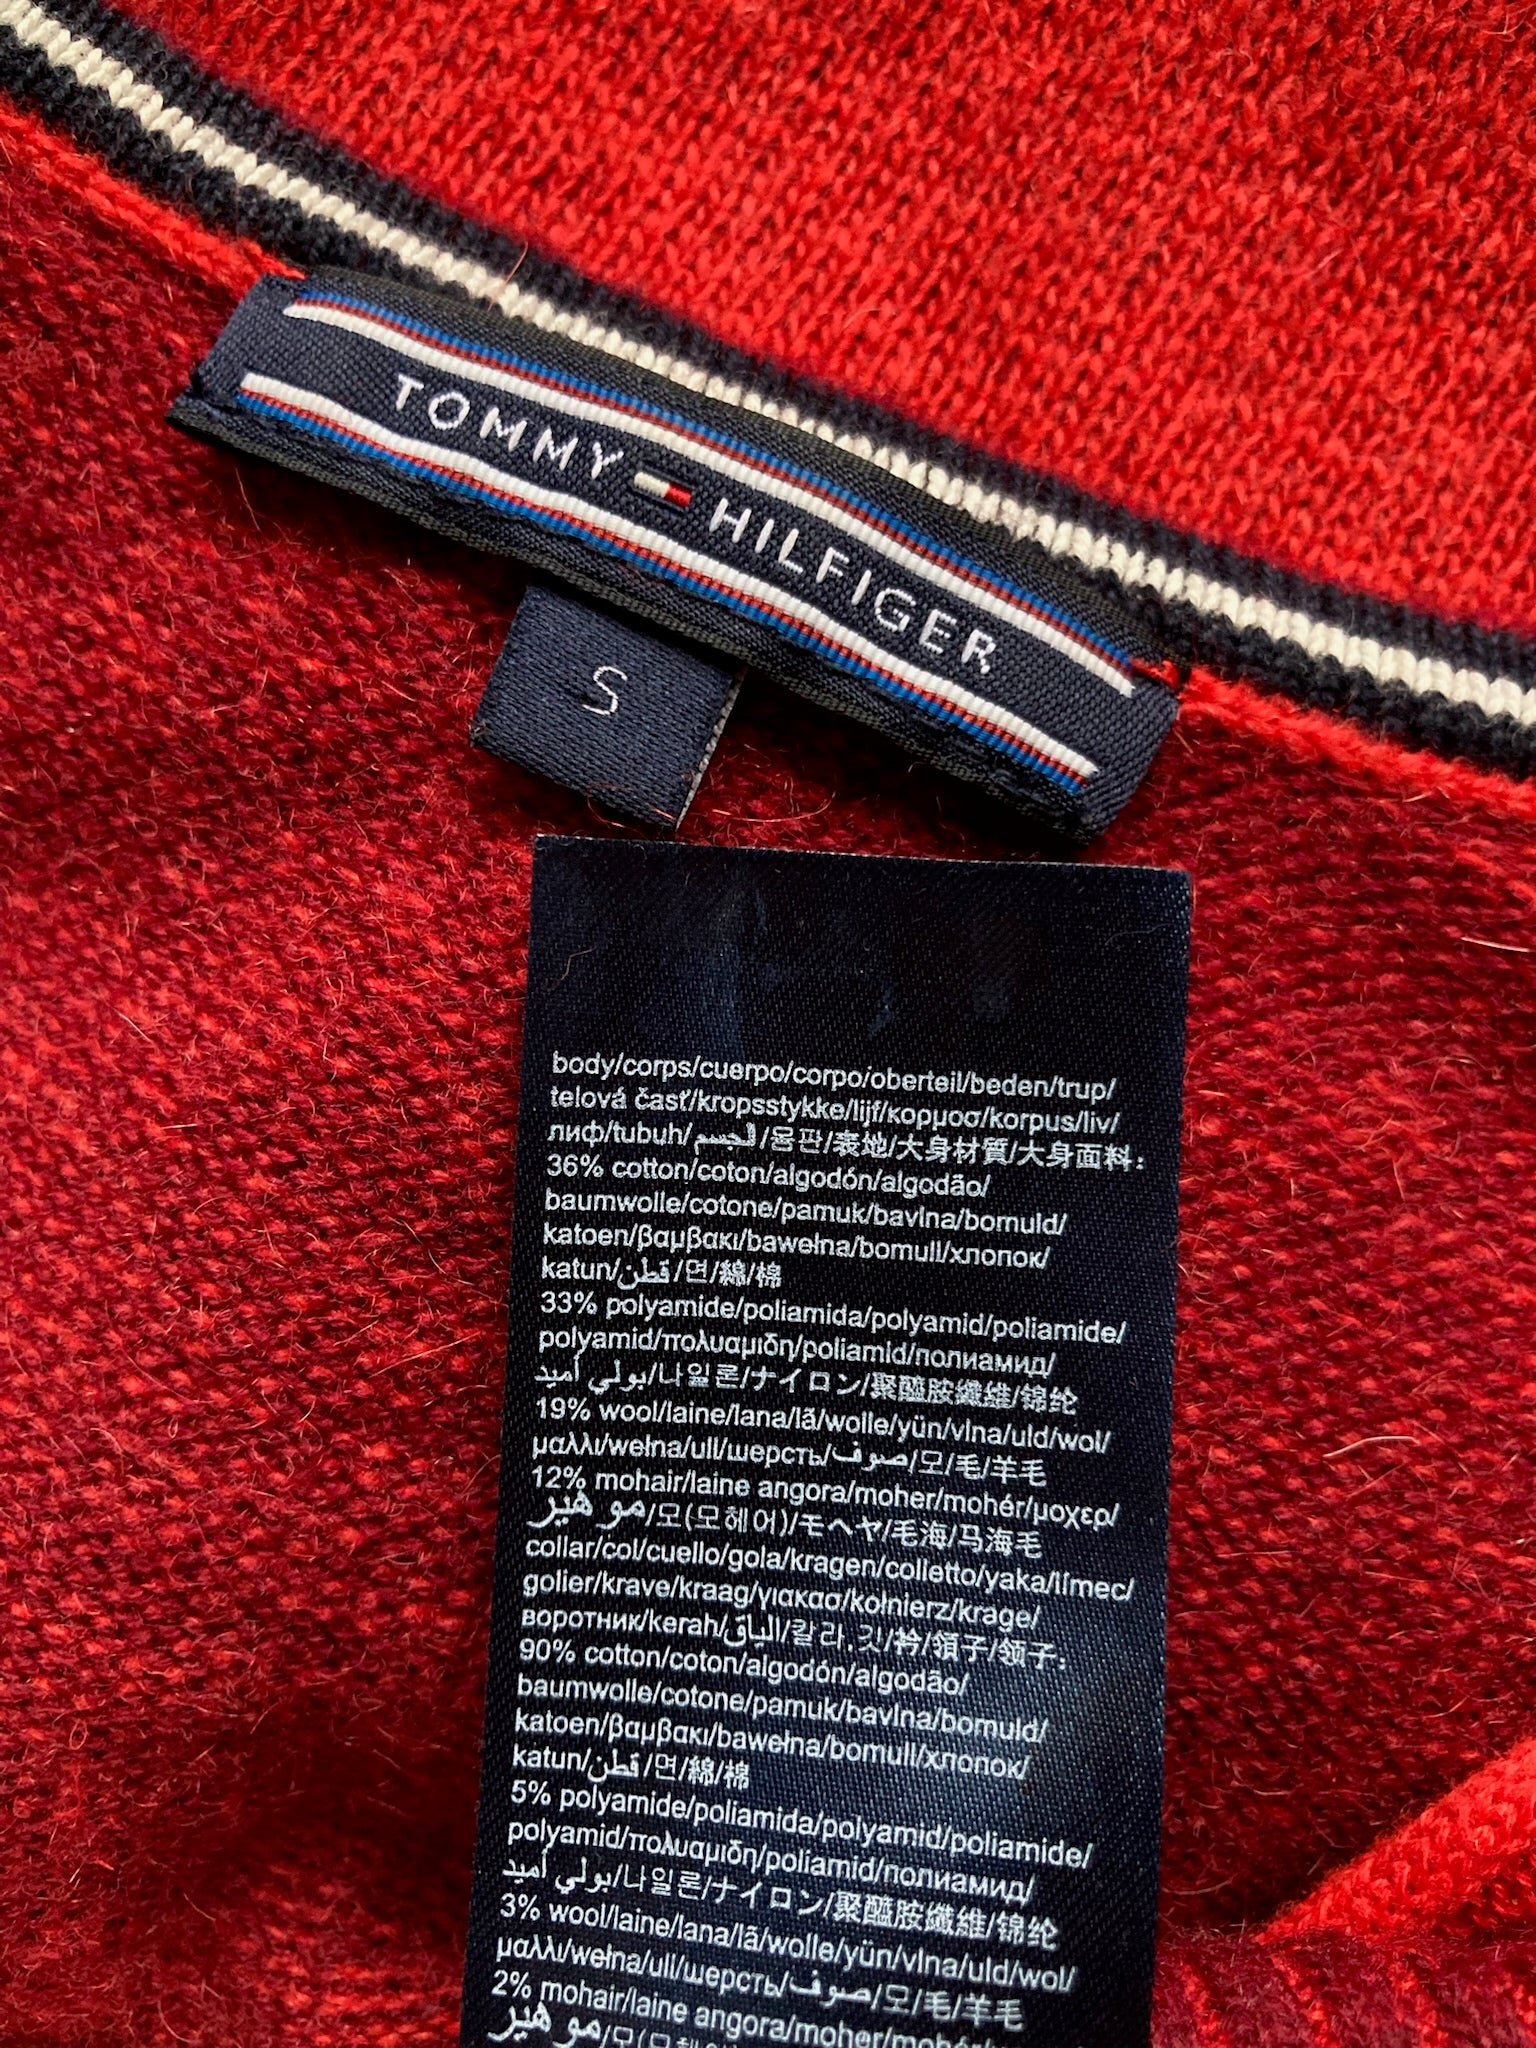 TOMMY HILFIGER
S
body/corps/cuerpo/corpo/oberteil/beden/trup/
telová časť/kropsstykke/lijf/κορμοσ/korpus/liv/
лиф/tubuh/الجسم/몸판/表地/大身材質/大身面料:
36% cotton/coton/algodón/algodão/
baumwolle/cotone/pamuk/bavlna/bomuld/
katoen/βαμβακι/bawełna/bomull/хлопок/
katun/قطن/면/綿/棉
33% polyamide/poliamida/polyamid/poliamide/
polyamid/πολυαμιδη/poliamid/полиамид/
بولي أميد/나일론/ナイロン/聚醯胺纖維/锦纶
19% wool/laine/lana/lã/wolle/yün/vlna/uld/wol/
μαλλι/wełna/ull/шерсть/صوف/모/毛/羊毛
12% mohair/laine angora/moher/mohér/μοχερ/
مو هير/모(모헤어)/モヘヤ/毛海/马海毛
collar/col/cuello/gola/kragen/colletto/yaka/límec/
golier/krave/kraag/γιακασ/kołnierz/krage/
воротник/kerah/الياق/칼라,깃/衿/領子/领子:
90% cotton/coton/algodón/algodão/
baumwolle/cotone/pamuk/bavlna/bomuld/
katoen/βαμβακι/bawełna/bomull/хлопок/
katun/قطن/면/綿/棉
5% polyamide/poliamida/polyamid/poliamide/
polyamid/πολυαμιδη/poliamid/полиамид/
بولي أميد/나일론/ナイロン/聚醯胺纖維/锦纶
3% wool/laine/lana/lã/wolle/yün/vlna/uld/wol/
μαλλι/wełna/ull/шерсть/صوف/모/毛/羊毛
2% mohair/laine angora/moher/mohér/
مو هير